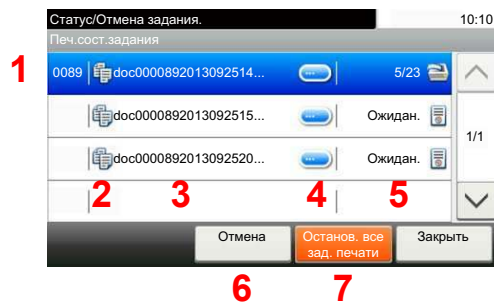 Статус/Отмена задания.
10:10
Печ.сост.задания
1
0089 doc0000892013092514... 5/23
doc0000892013092515... Ожидан.
1/1
doc0000892013092520... Ожидан.
2 3 4 5
Отмена
Останов. все
зад. печати
Закрыть
6 7